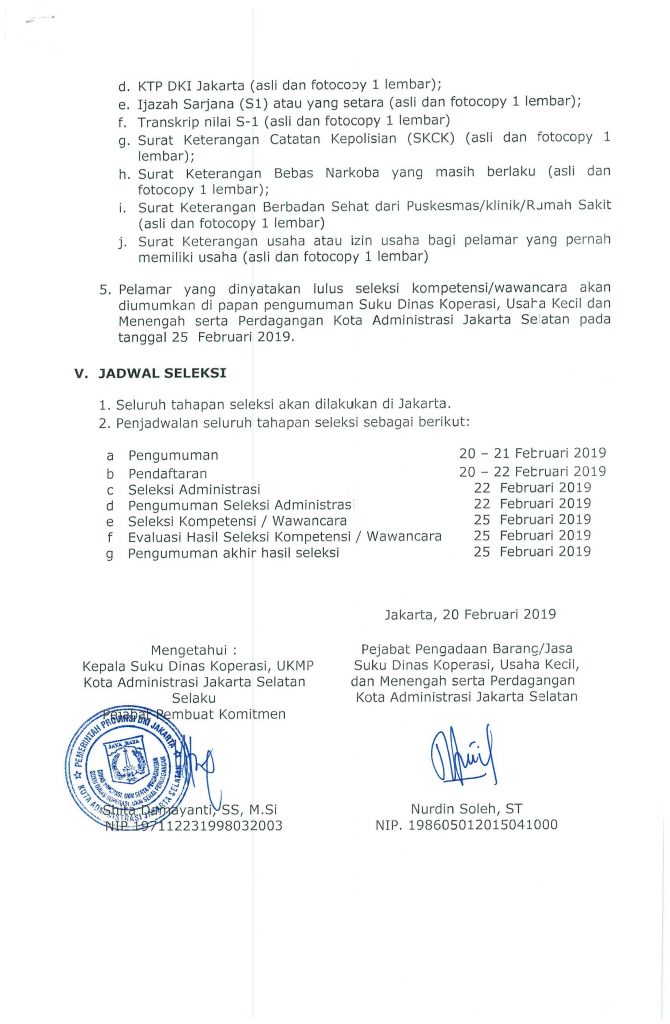 d. KTP DKI Jakarta (asli dan fotocopy 1 lembar);
e. Ijazah Sarjana (S1) atau yang setara (asli dan fotocopy 1 lembar);
f. Transkrip nilai S-1 (asli dan fotocopy 1 lembar)
g. Surat Keterangan Catatan Kepolisian (SKCK) (asli dan fotocopy 1
lembar);
h. Surat Keterangan Bebas Narkoba yang masih berlaku (asli dan
fotocopy 1 lembar);
i. Surat Keterangan Berbadan Sehat dari Puskesmas/klinik/Rumah Sakit
(asli dan fotocopy 1 lembar)
j. Surat Keterangan usaha atau izin usaha bagi pelamar yang pernah
memiliki usaha (asli dan fotocopy 1 lembar)
5. Pelamar yang dinyatakan lulus seleksi kompetensi/wawancara akan
diumumkan di papan pengumuman Suku Dinas Koperasi, Usaha Kecil dan
Menengah serta Perdagangan Kota Administrasi Jakarta Selatan pada
tanggal 25 Februari 2019.
V. JADWAL SELEKSI
1. Seluruh tahapan seleksi akan dilakukan di Jakarta.
2. Penjadwalan seluruh tahapan seleksi sebagai berikut:
a Pengumuman 20 – 21 Februari 2019
b Pendaftaran 20 – 22 Februari 2019
c Seleksi Administrasi 22 Februari 2019
d Pengumuman Seleksi Administrasi 22 Februari 2019
e Seleksi Kompetensi / Wawancara 25 Februari 2019
f Evaluasi Hasil Seleksi Kompetensi / Wawancara 25 Februari 2019
g Pengumuman akhir hasil seleksi 25 Februari 2019
Jakarta, 20 Februari 2019
Mengetahui :
Kepala Suku Dinas Koperasi, UKMP
Kota Administrasi Jakarta Selatan
Selaku
Pejabat Pembuat Komitmen
PEMERINTAH PROVINSI DKI JAKARTA
JAYA RAYA
KOTA ADMINISTRASI JAKARTA SELATAN
Shita Damayanti, SS, M.Si
NIP 197112231998032003
Pejabat Pengadaan Barang/Jasa
Suku Dinas Koperasi, Usaha Kecil,
dan Menengah serta Perdagangan
Kota Administrasi Jakarta Selatan
Nurdin Soleh, ST
NIP. 198605012015041000